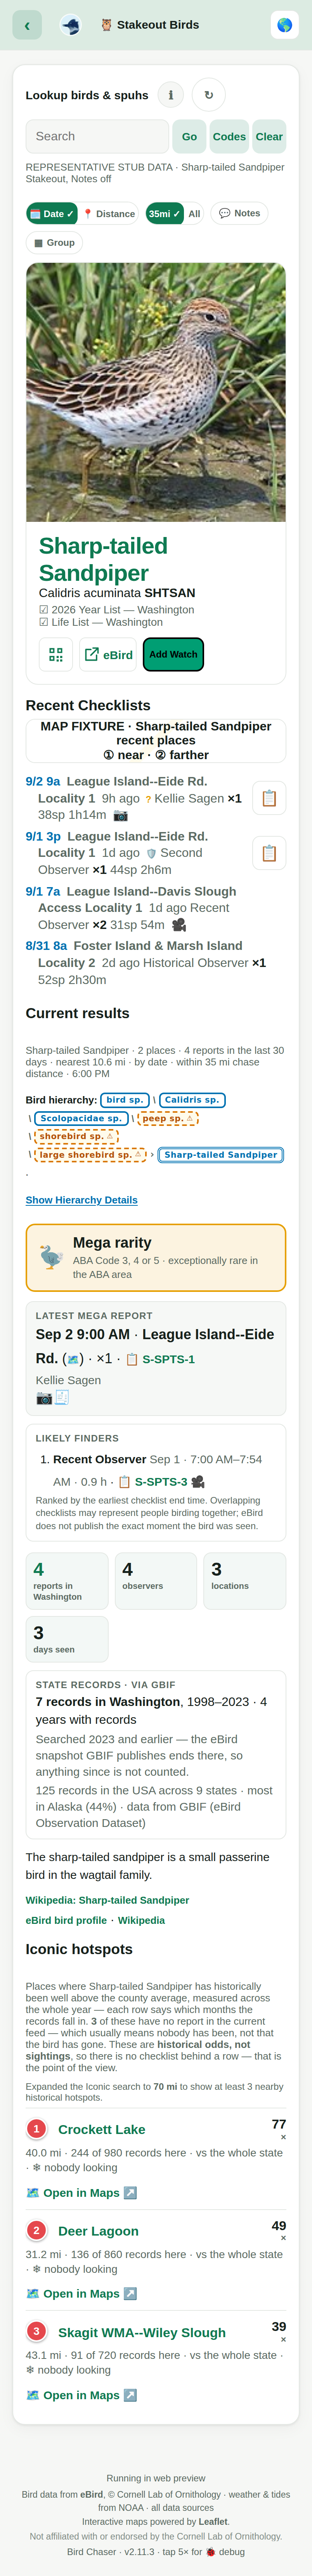 ‹ 🦉 Stakeout Birds 🌎
Lookup birds & spuhs ℹ ↻
Search Go Codes Clear
REPRESENTATIVE STUB DATA · Sharp-tailed Sandpiper
Stakeout, Notes off
🗓️ Date ✓ 📍 Distance 35mi ✓ All 💬 Notes
▦ Group
Sharp-tailed
Sandpiper
Calidris acuminata SHTSAN
☑ 2026 Year List — Washington
☑ Life List — Washington
eBird Add Watch
Recent Checklists
MAP FIXTURE · Sharp-tailed Sandpiper
recent places
① near · ② farther
9/2 9a League Island--Eide Rd.
Locality 1 9h ago ? Kellie Sagen ×1
38sp 1h14m 📷
📋
9/1 3p League Island--Eide Rd.
Locality 1 1d ago 🛡️ Second
Observer ×1 44sp 2h6m
📋
9/1 7a League Island--Davis Slough
Access Locality 1 1d ago Recent
Observer ×2 31sp 54m 🎥
8/31 8a Foster Island & Marsh Island
Locality 2 2d ago Historical Observer ×1
52sp 2h30m
Current results
Sharp-tailed Sandpiper · 2 places · 4 reports in the last 30
days · nearest 10.6 mi · by date · within 35 mi chase
distance · 6:00 PM
Bird hierarchy: bird sp. \ Calidris sp.
\ Scolopacidae sp. \ peep sp. ⚠
\ shorebird sp. ⚠
\ large shorebird sp. ⚠ › Sharp-tailed Sandpiper
.
Show Hierarchy Details
Mega rarity
ABA Code 3, 4 or 5 · exceptionally rare in
the ABA area
LATEST MEGA REPORT
Sep 2 9:00 AM · League Island--Eide
Rd. (🗺️) · ×1 · 📋 S-SPTS-1
Kellie Sagen
📷🧾
LIKELY FINDERS
1. Recent Observer Sep 1 · 7:00 AM–7:54
AM · 0.9 h · 📋 S-SPTS-3 🎥
Ranked by the earliest checklist end time. Overlapping
checklists may represent people birding together; eBird
does not publish the exact moment the bird was seen.
4
reports in
Washington
4
observers
3
locations
3
days seen
STATE RECORDS · VIA GBIF
7 records in Washington, 1998–2023 · 4
years with records
Searched 2023 and earlier — the eBird
snapshot GBIF publishes ends there, so
anything since is not counted.
125 records in the USA across 9 states · most
in Alaska (44%) · data from GBIF (eBird
Observation Dataset)
The sharp-tailed sandpiper is a small passerine
bird in the wagtail family.
Wikipedia: Sharp-tailed Sandpiper
eBird bird profile · Wikipedia
Iconic hotspots
Places where Sharp-tailed Sandpiper has historically
been well above the county average, measured across
the whole year — each row says which months the
records fall in. 3 of these have no report in the current
feed — which usually means nobody has been, not that
the bird has gone. These are historical odds, not
sightings, so there is no checklist behind a row — that is
the point of the view.
Expanded the Iconic search to 70 mi to show at least 3 nearby
historical hotspots.
1 Crockett Lake 77
×
40.0 mi · 244 of 980 records here · vs the whole state
· ❄ nobody looking
🗺️ Open in Maps ↗
2 Deer Lagoon 49
×
31.2 mi · 136 of 860 records here · vs the whole state
· ❄ nobody looking
🗺️ Open in Maps ↗
3 Skagit WMA--Wiley Slough 39
×
43.1 mi · 91 of 720 records here · vs the whole state ·
❄ nobody looking
🗺️ Open in Maps ↗
Running in web preview
Bird data from eBird, © Cornell Lab of Ornithology · weather & tides
from NOAA · all data sources
Interactive maps powered by Leaflet.
Not affiliated with or endorsed by the Cornell Lab of Ornithology.
Bird Chaser · v2.11.3 · tap 5× for 🐞 debug